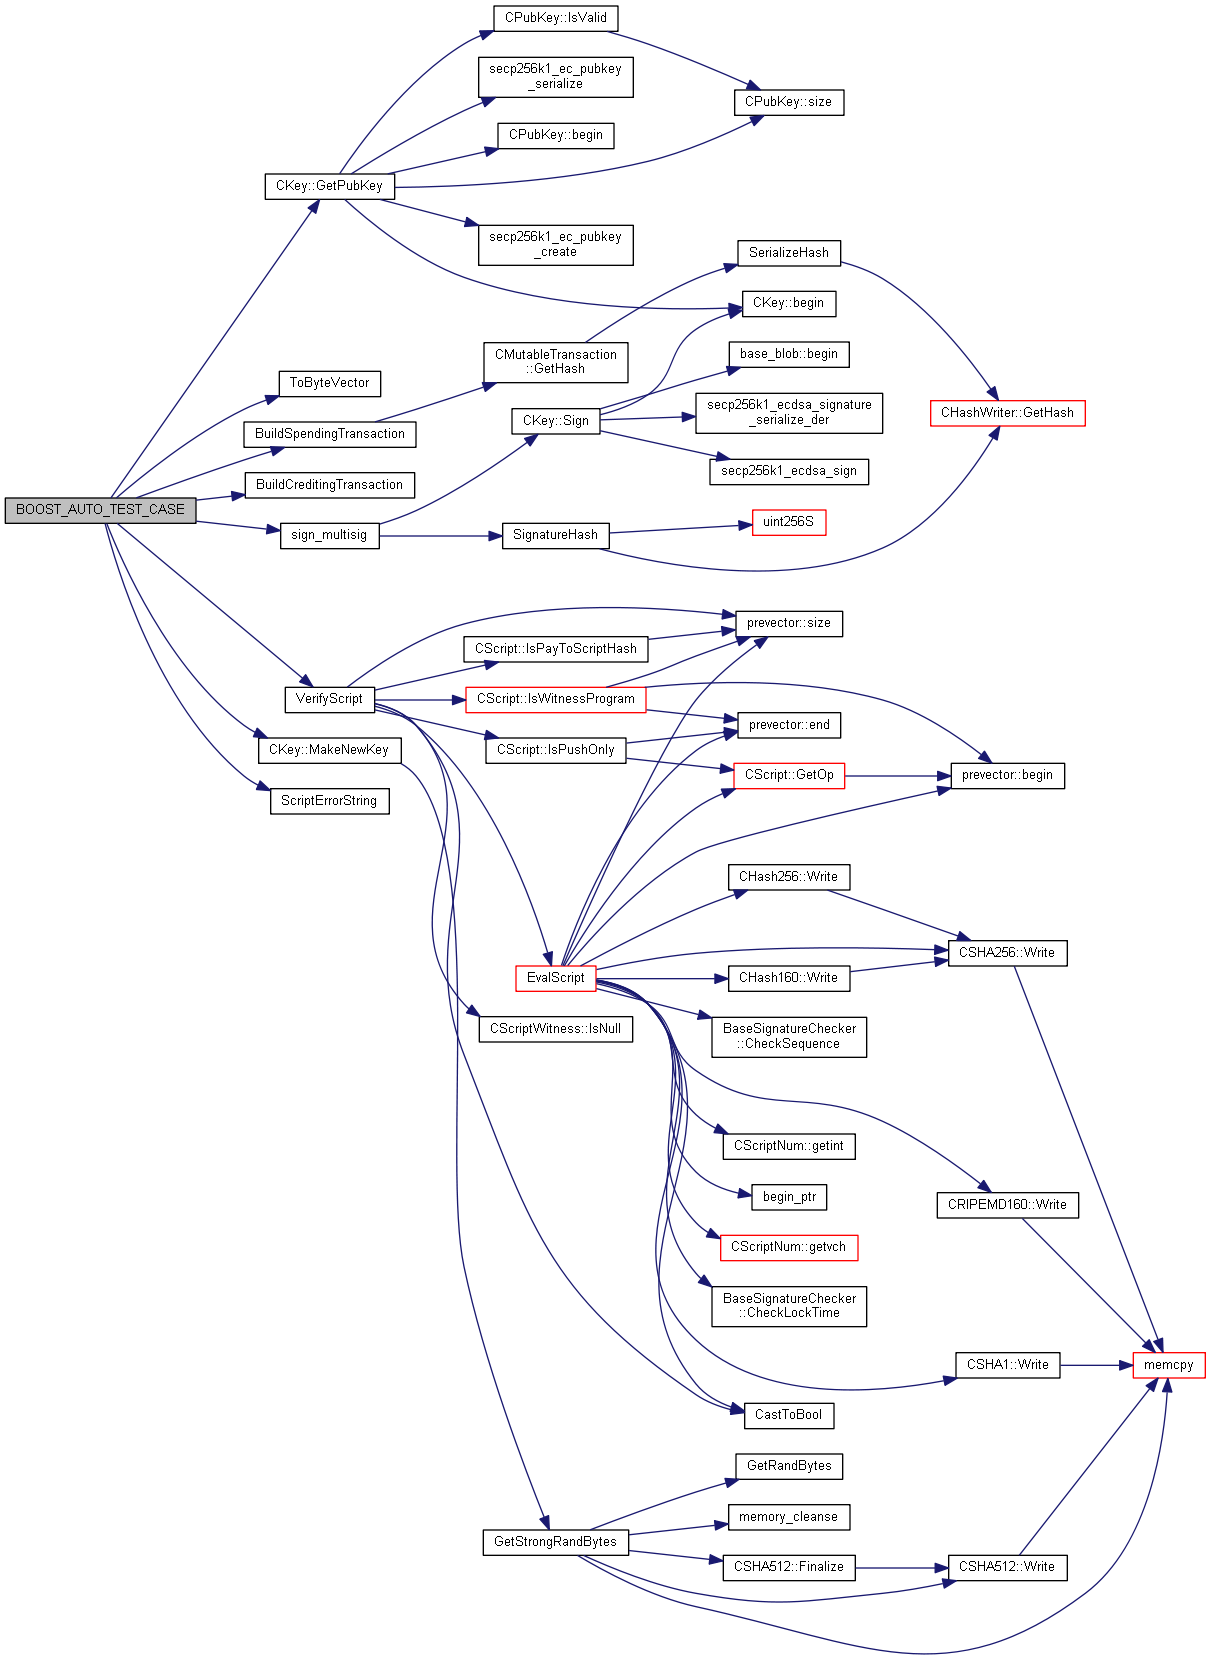 CPubKey::IsValid
secp256k1_ec_pubkey
_serialize
CPubKey::size
CPubKey::begin
CKey::GetPubKey
secp256k1_ec_pubkey
_create
SerializeHash
CKey::begin
CMutableTransaction
::GetHash
base_blob::begin
ToByteVector
secp256k1_ecdsa_signature
_serialize_der
CHashWriter::GetHash
CKey::Sign
BuildSpendingTransaction
secp256k1_ecdsa_sign
BuildCreditingTransaction
BOOST_AUTO_TEST_CASE
uint256S
sign_multisig
SignatureHash
prevector::size
CScript::IsPayToScriptHash
VerifyScript
CScript::IsWitnessProgram
prevector::end
CKey::MakeNewKey
CScript::IsPushOnly
CScript::GetOp
prevector::begin
ScriptErrorString
CHash256::Write
CSHA256::Write
EvalScript
CHash160::Write
CScriptWitness::IsNull
BaseSignatureChecker
::CheckSequence
CScriptNum::getint
begin_ptr
CRIPEMD160::Write
CScriptNum::getvch
BaseSignatureChecker
::CheckLockTime
CSHA1::Write
memcpy
CastToBool
GetRandBytes
memory_cleanse
GetStrongRandBytes
CSHA512::Finalize
CSHA512::Write